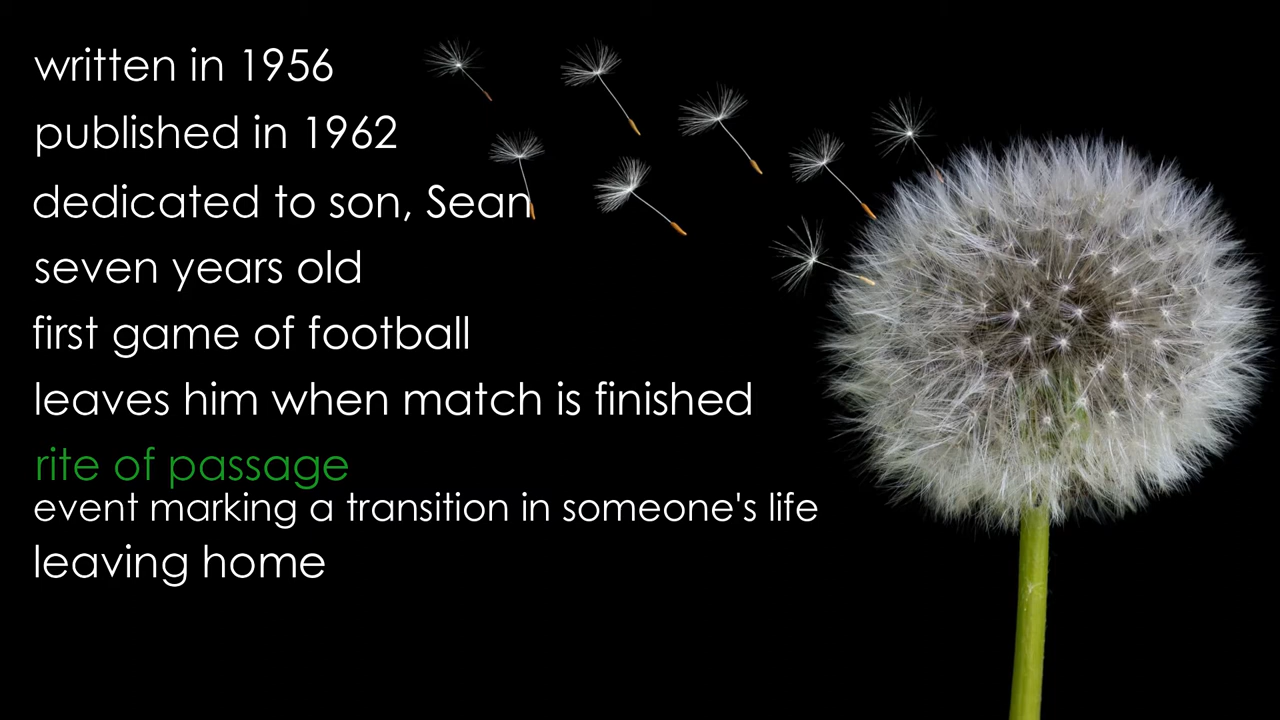 written in 1956
published in 1962
dedicated to son, Sean
seven years old
first game of football
leaves him when match is finished
rite of passage
event marking a transition in someone's life
leaving home